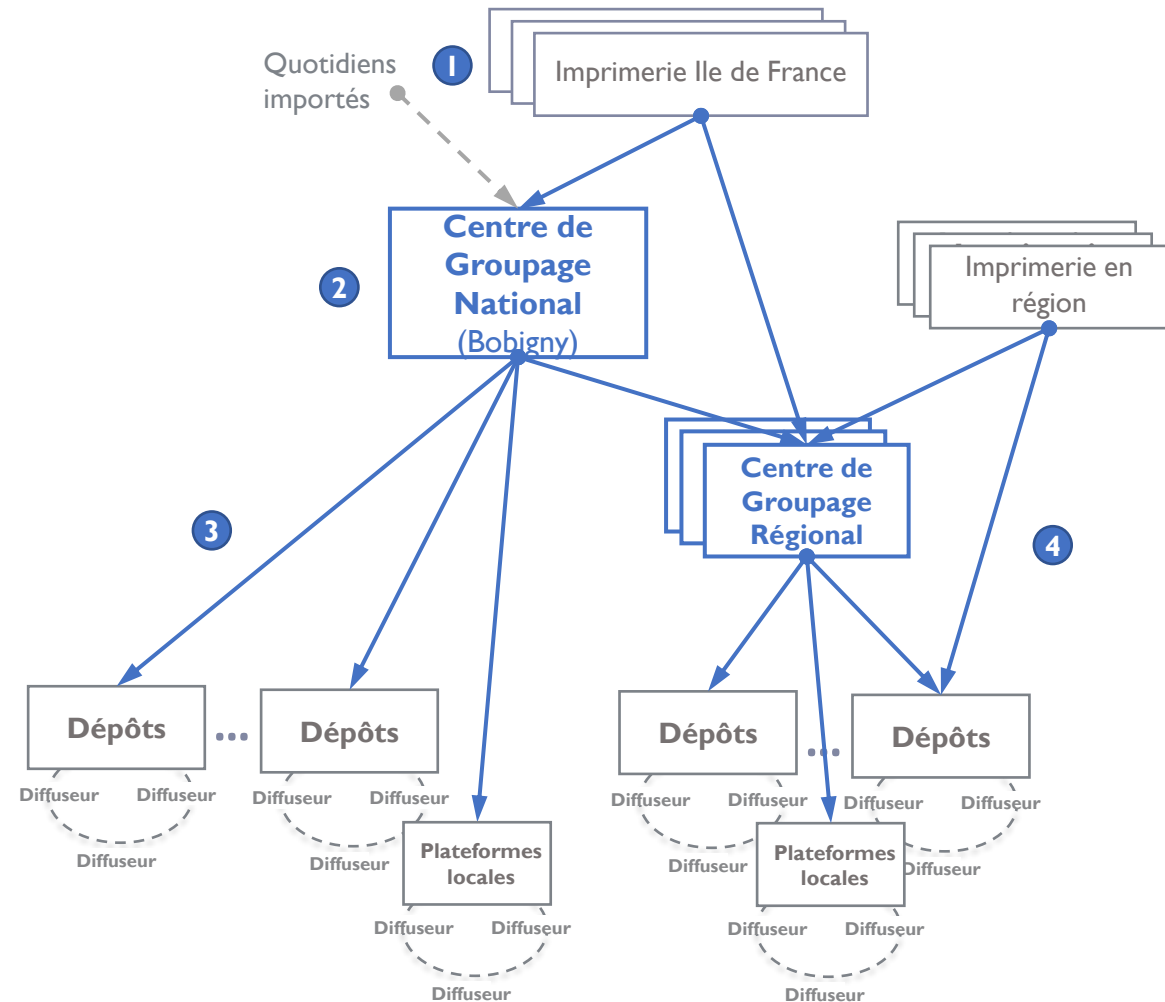 Quotidiens
importés
1
Imprimerie Ile de France
2
Centre de
Groupage
National
(Bobigny)
Imprimerie en
région
Centre de
Groupage
Régional
3
4
Dépôts
...
Dépôts
Dépôts
...
Dépôts
Diffuseur
Diffuseur
Diffuseur
Diffuseur
Diffuseur
Diffuseur
Diffuseur
Diffuseur
Diffuseur
Diffuseur
Diffuseur
Diffuseur
Plateformes
locales
Plateformes
locales
Diffuseur
Diffuseur
Diffuseur
Diffuseur
Diffuseur
Diffuseur